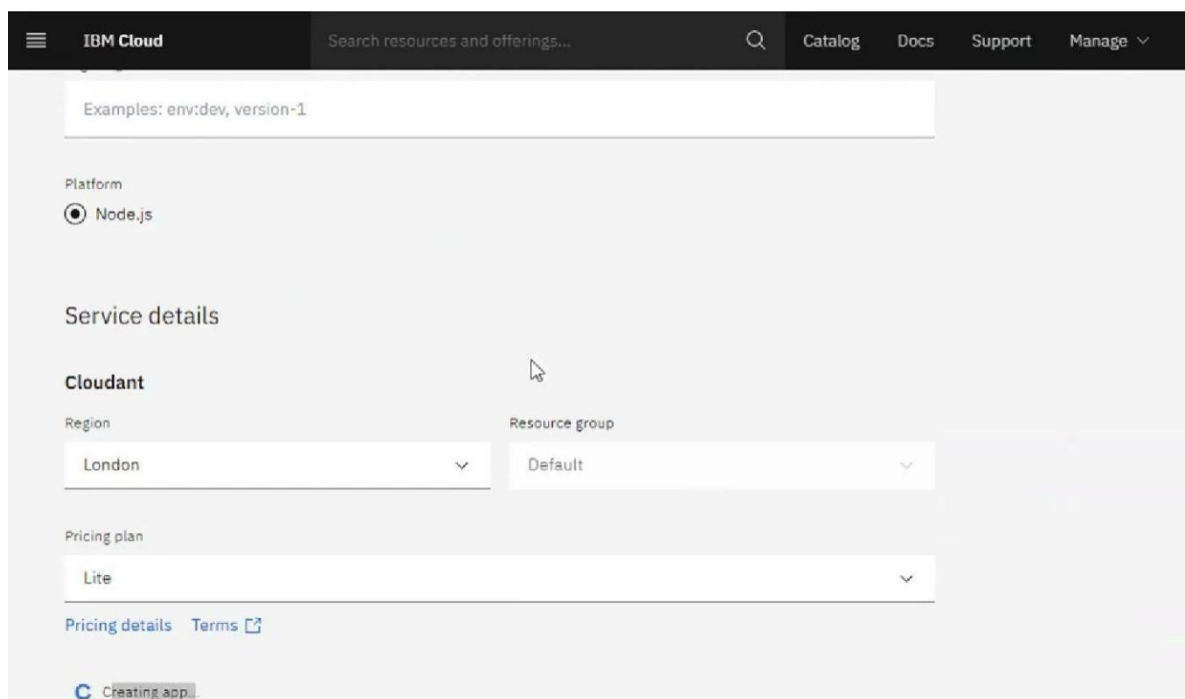 IBM Cloud Search resources and offerings... Catalog Docs Support Manage
Examples: env:dev, version-1
Platform
Node.js
Service details
Cloudant
Region Resource group
London Default
Pricing plan
Lite
Pricing details Terms
Creating app...